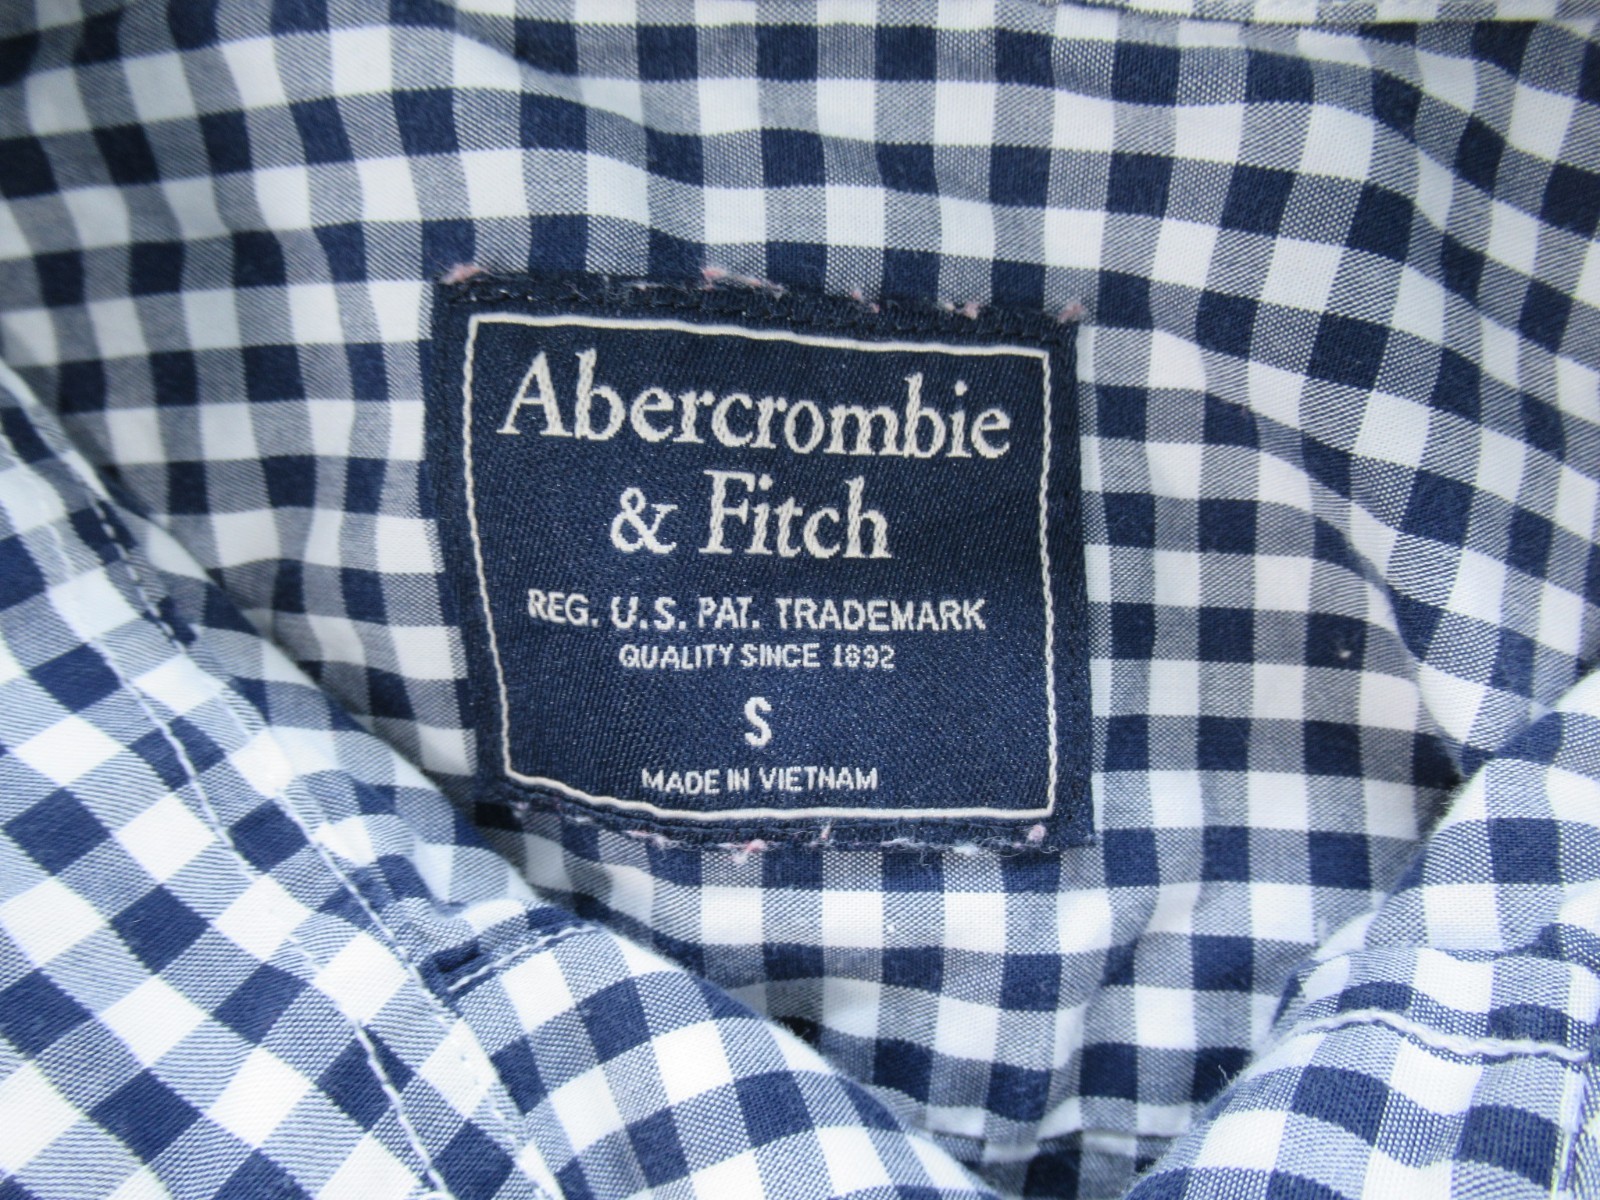 Abercrombie
& Fitch
REG. U.S. PAT. TRADEMARK
QUALITY SINCE 1892
S
MADE IN VIETNAM